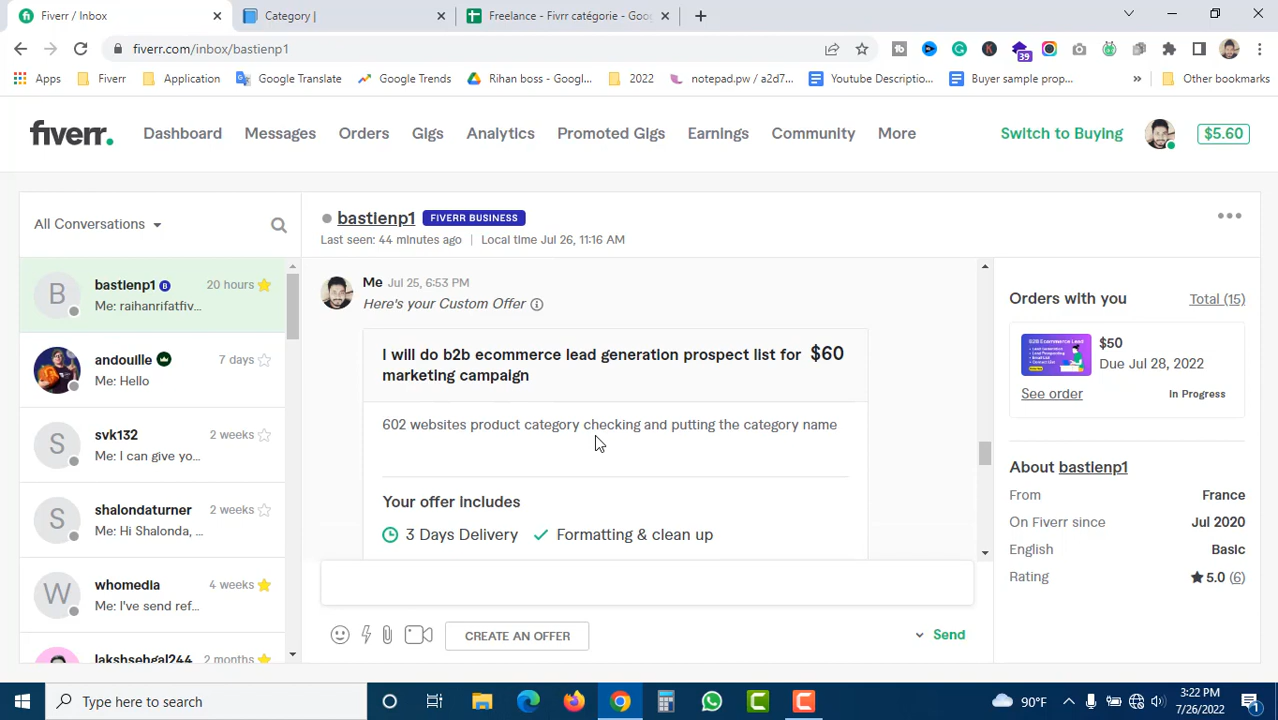 Fiverr / Inbox
Category |
Freelance - Fivrr catégorie - Goo
fiverr.com/inbox/bastienp1
39
Apps
Fiverr
Application
Google Translate
Google Trends
Rihan boss - Googl...
2022
notepad.pw / a2d7...
Youtube Descriptio...
Buyer sample prop...
»
Other bookmarks
fiverr.
Dashboard
Messages
Orders
Gigs
Analytics
Promoted Gigs
Earnings
Community
More
Switch to Buying
$5.60
All Conversations
bastienp1 FIVERR BUSINESS
Last seen: 44 minutes ago | Local time Jul 26, 11:16 AM
B
bastienp1 B 20 hours
Me: raihanrifatfiv...
andouille 7 days
Me: Hello
S
svk132 2 weeks
Me: I can give yo...
S
shalondaturner 2 weeks
Me: Hi Shalonda, ...
W
whomedia 4 weeks
Me: I've send ref...
lakshsehgal244 2 months
Me Jul 25, 6:53 PM
Here's your Custom Offer
I will do b2b ecommerce lead generation prospect list for $60
marketing campaign
602 websites product category checking and putting the category name
Your offer includes
3 Days Delivery Formatting & clean up
CREATE AN OFFER
Send
Orders with you Total (15)
B2B Ecommerce Lead
$50
Due Jul 28, 2022
See order In Progress
About bastienp1
From France
On Fiverr since Jul 2020
English Basic
Rating 5.0 (6)
Type here to search
90°F
3:22 PM
7/26/2022
1